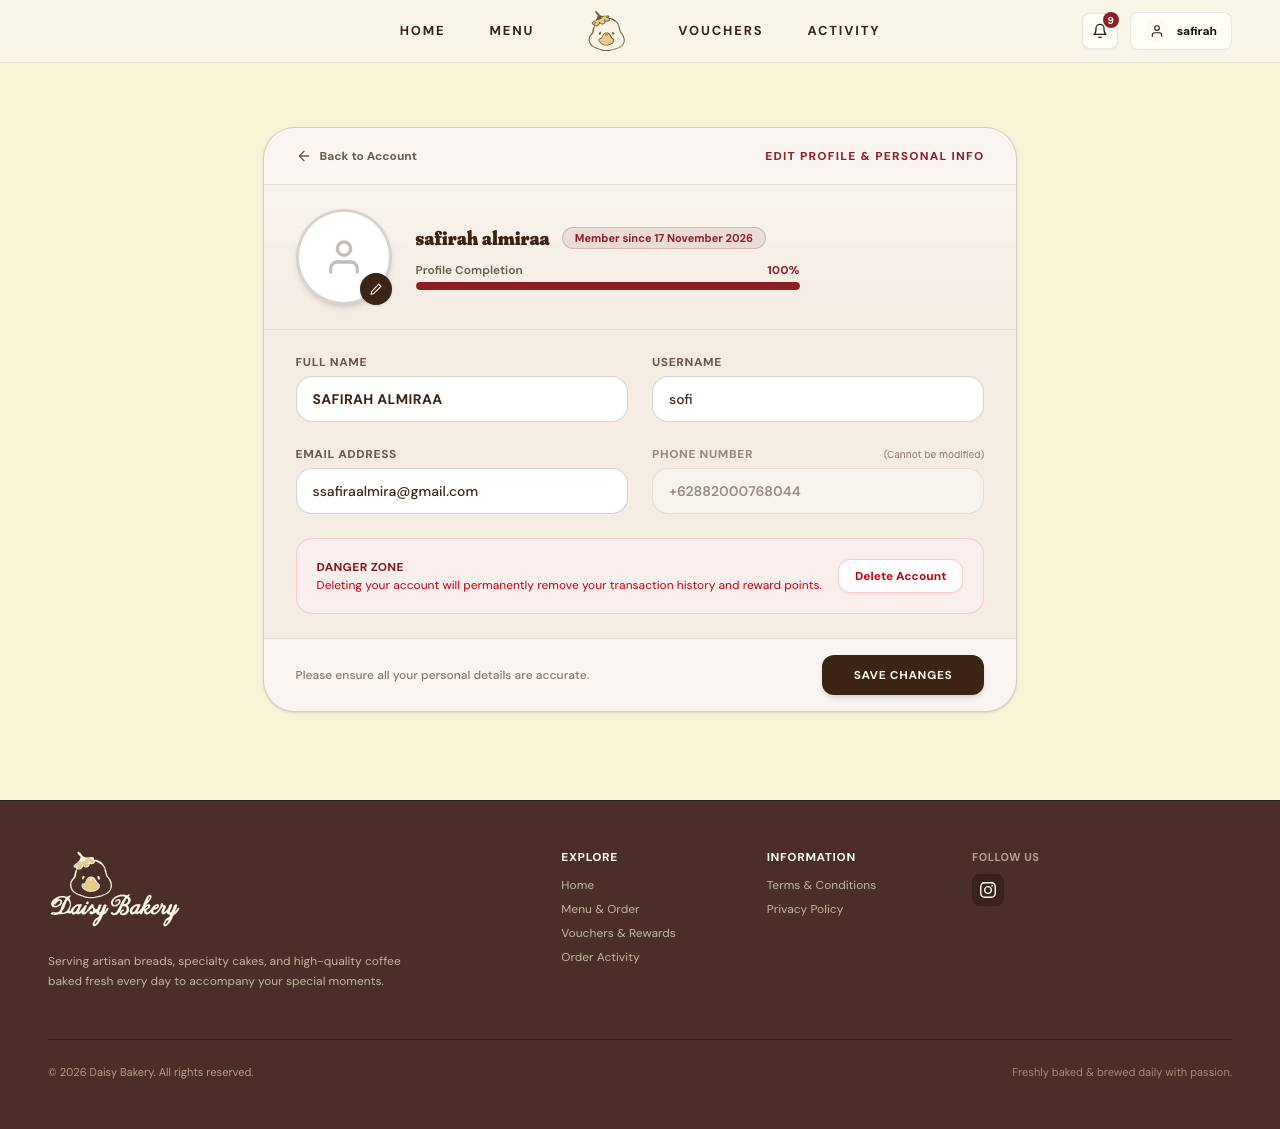 HOME
MENU
VOUCHERS
ACTIVITY
9
safirah
Back to Account
EDIT PROFILE & PERSONAL INFO
safirah almiraa
Member since 17 November 2026
Profile Completion
100%
FULL NAME
SAFIRAH ALMIRAA
USERNAME
sofi
EMAIL ADDRESS
ssafiraalmira@gmail.com
PHONE NUMBER
(Cannot be modified)
+62882000768044
DANGER ZONE
Deleting your account will permanently remove your transaction history and reward points.
Delete Account
Please ensure all your personal details are accurate.
SAVE CHANGES
Daisy Bakery
Serving artisan breads, specialty cakes, and high-quality coffee
baked fresh every day to accompany your special moments.
EXPLORE
Home
Menu & Order
Vouchers & Rewards
Order Activity
INFORMATION
Terms & Conditions
Privacy Policy
FOLLOW US
© 2026 Daisy Bakery. All rights reserved.
Freshly baked & brewed daily with passion.